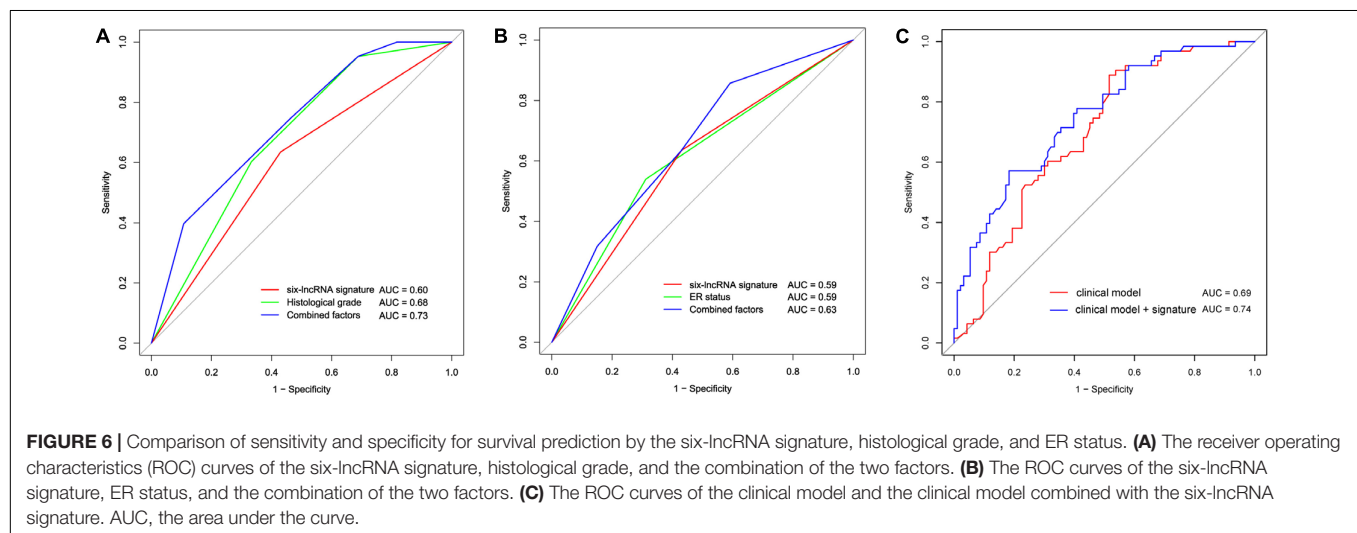 A
Sensitivity
1.0
0.8
0.6
0.4
0.2
0.0
six-lncRNA signature AUC = 0.60
Histological grade AUC = 0.68
Combined factors AUC = 0.73
0.0 0.2 0.4 0.6 0.8 1.0
1 − Specificity
B
Sensitivity
1.0
0.8
0.6
0.4
0.2
0.0
six-lncRNA signature AUC = 0.59
ER status AUC = 0.59
Combined factors AUC = 0.63
0.0 0.2 0.4 0.6 0.8 1.0
1 − Specificity
C
Sensitivity
1.0
0.8
0.6
0.4
0.2
0.0
clinical model AUC = 0.69
clinical model + signature AUC = 0.74
0.0 0.2 0.4 0.6 0.8 1.0
1 − Specificity
FIGURE 6 | Comparison of sensitivity and specificity for survival prediction by the six-lncRNA signature, histological grade, and ER status. (A) The receiver operating
characteristics (ROC) curves of the six-lncRNA signature, histological grade, and the combination of the two factors. (B) The ROC curves of the six-lncRNA
signature, ER status, and the combination of the two factors. (C) The ROC curves of the clinical model and the clinical model combined with the six-lncRNA
signature. AUC, the area under the curve.